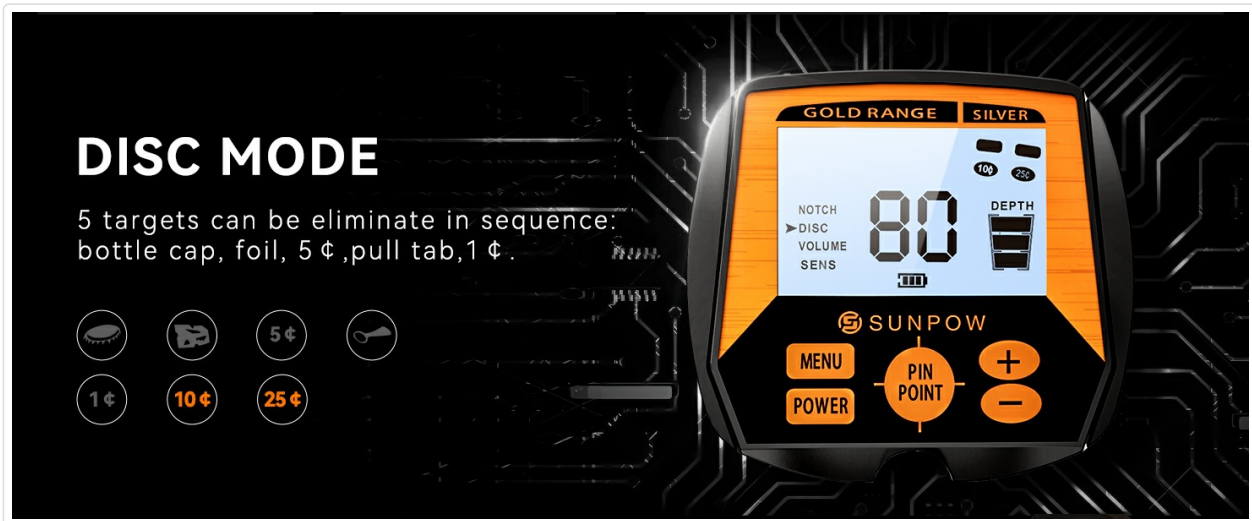 DISC MODE
5 targets can be eliminate in sequence:
bottle cap, foil, 5 ¢ ,pull tab,1 ¢ .
5 ¢
1 ¢
10 ¢
25 ¢
GOLD RANGE
SILVER
10¢
25¢
NOTCH
DISC
VOLUME
SENS
80
DEPTH
SUNPOW
MENU
POWER
PIN
POINT
+
−